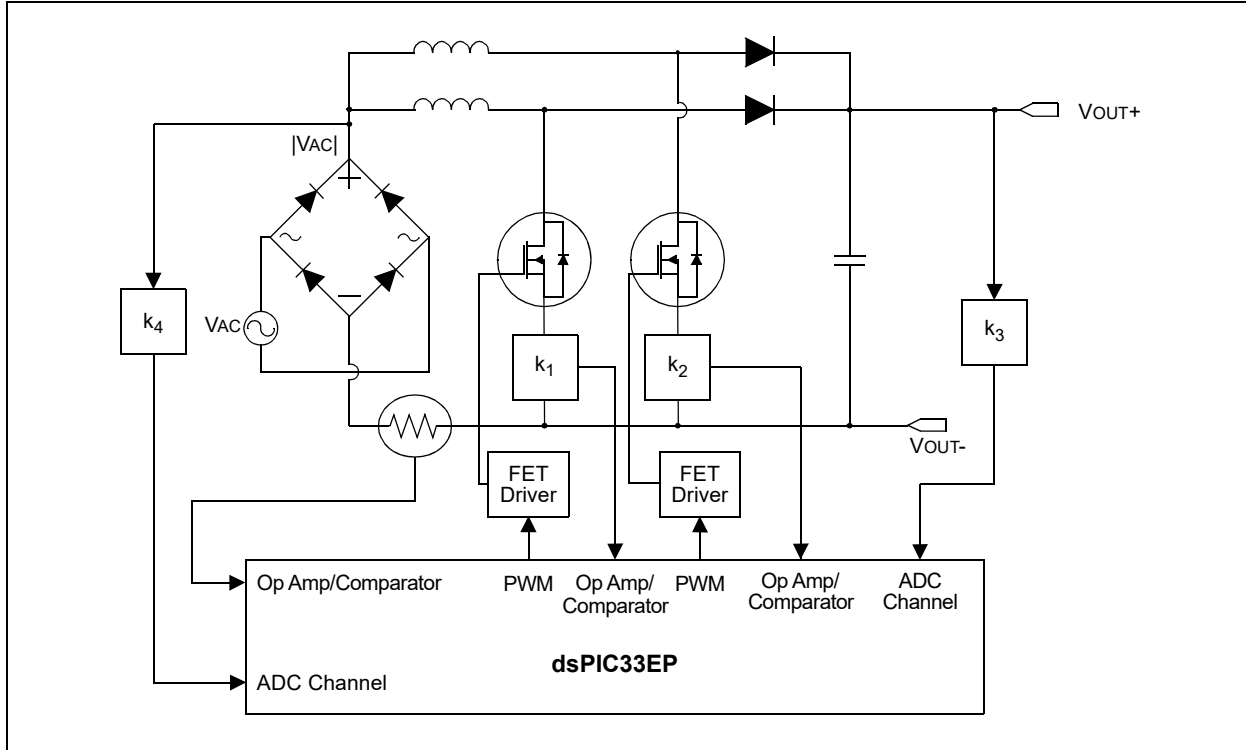 VOUT+
|VAC|
k4
VAC
k1
k2
k3
VOUT-
FET
Driver
FET
Driver
Op Amp/Comparator
PWM
Op Amp/
Comparator
PWM
Op Amp/
Comparator
ADC
Channel
dsPIC33EP
ADC Channel